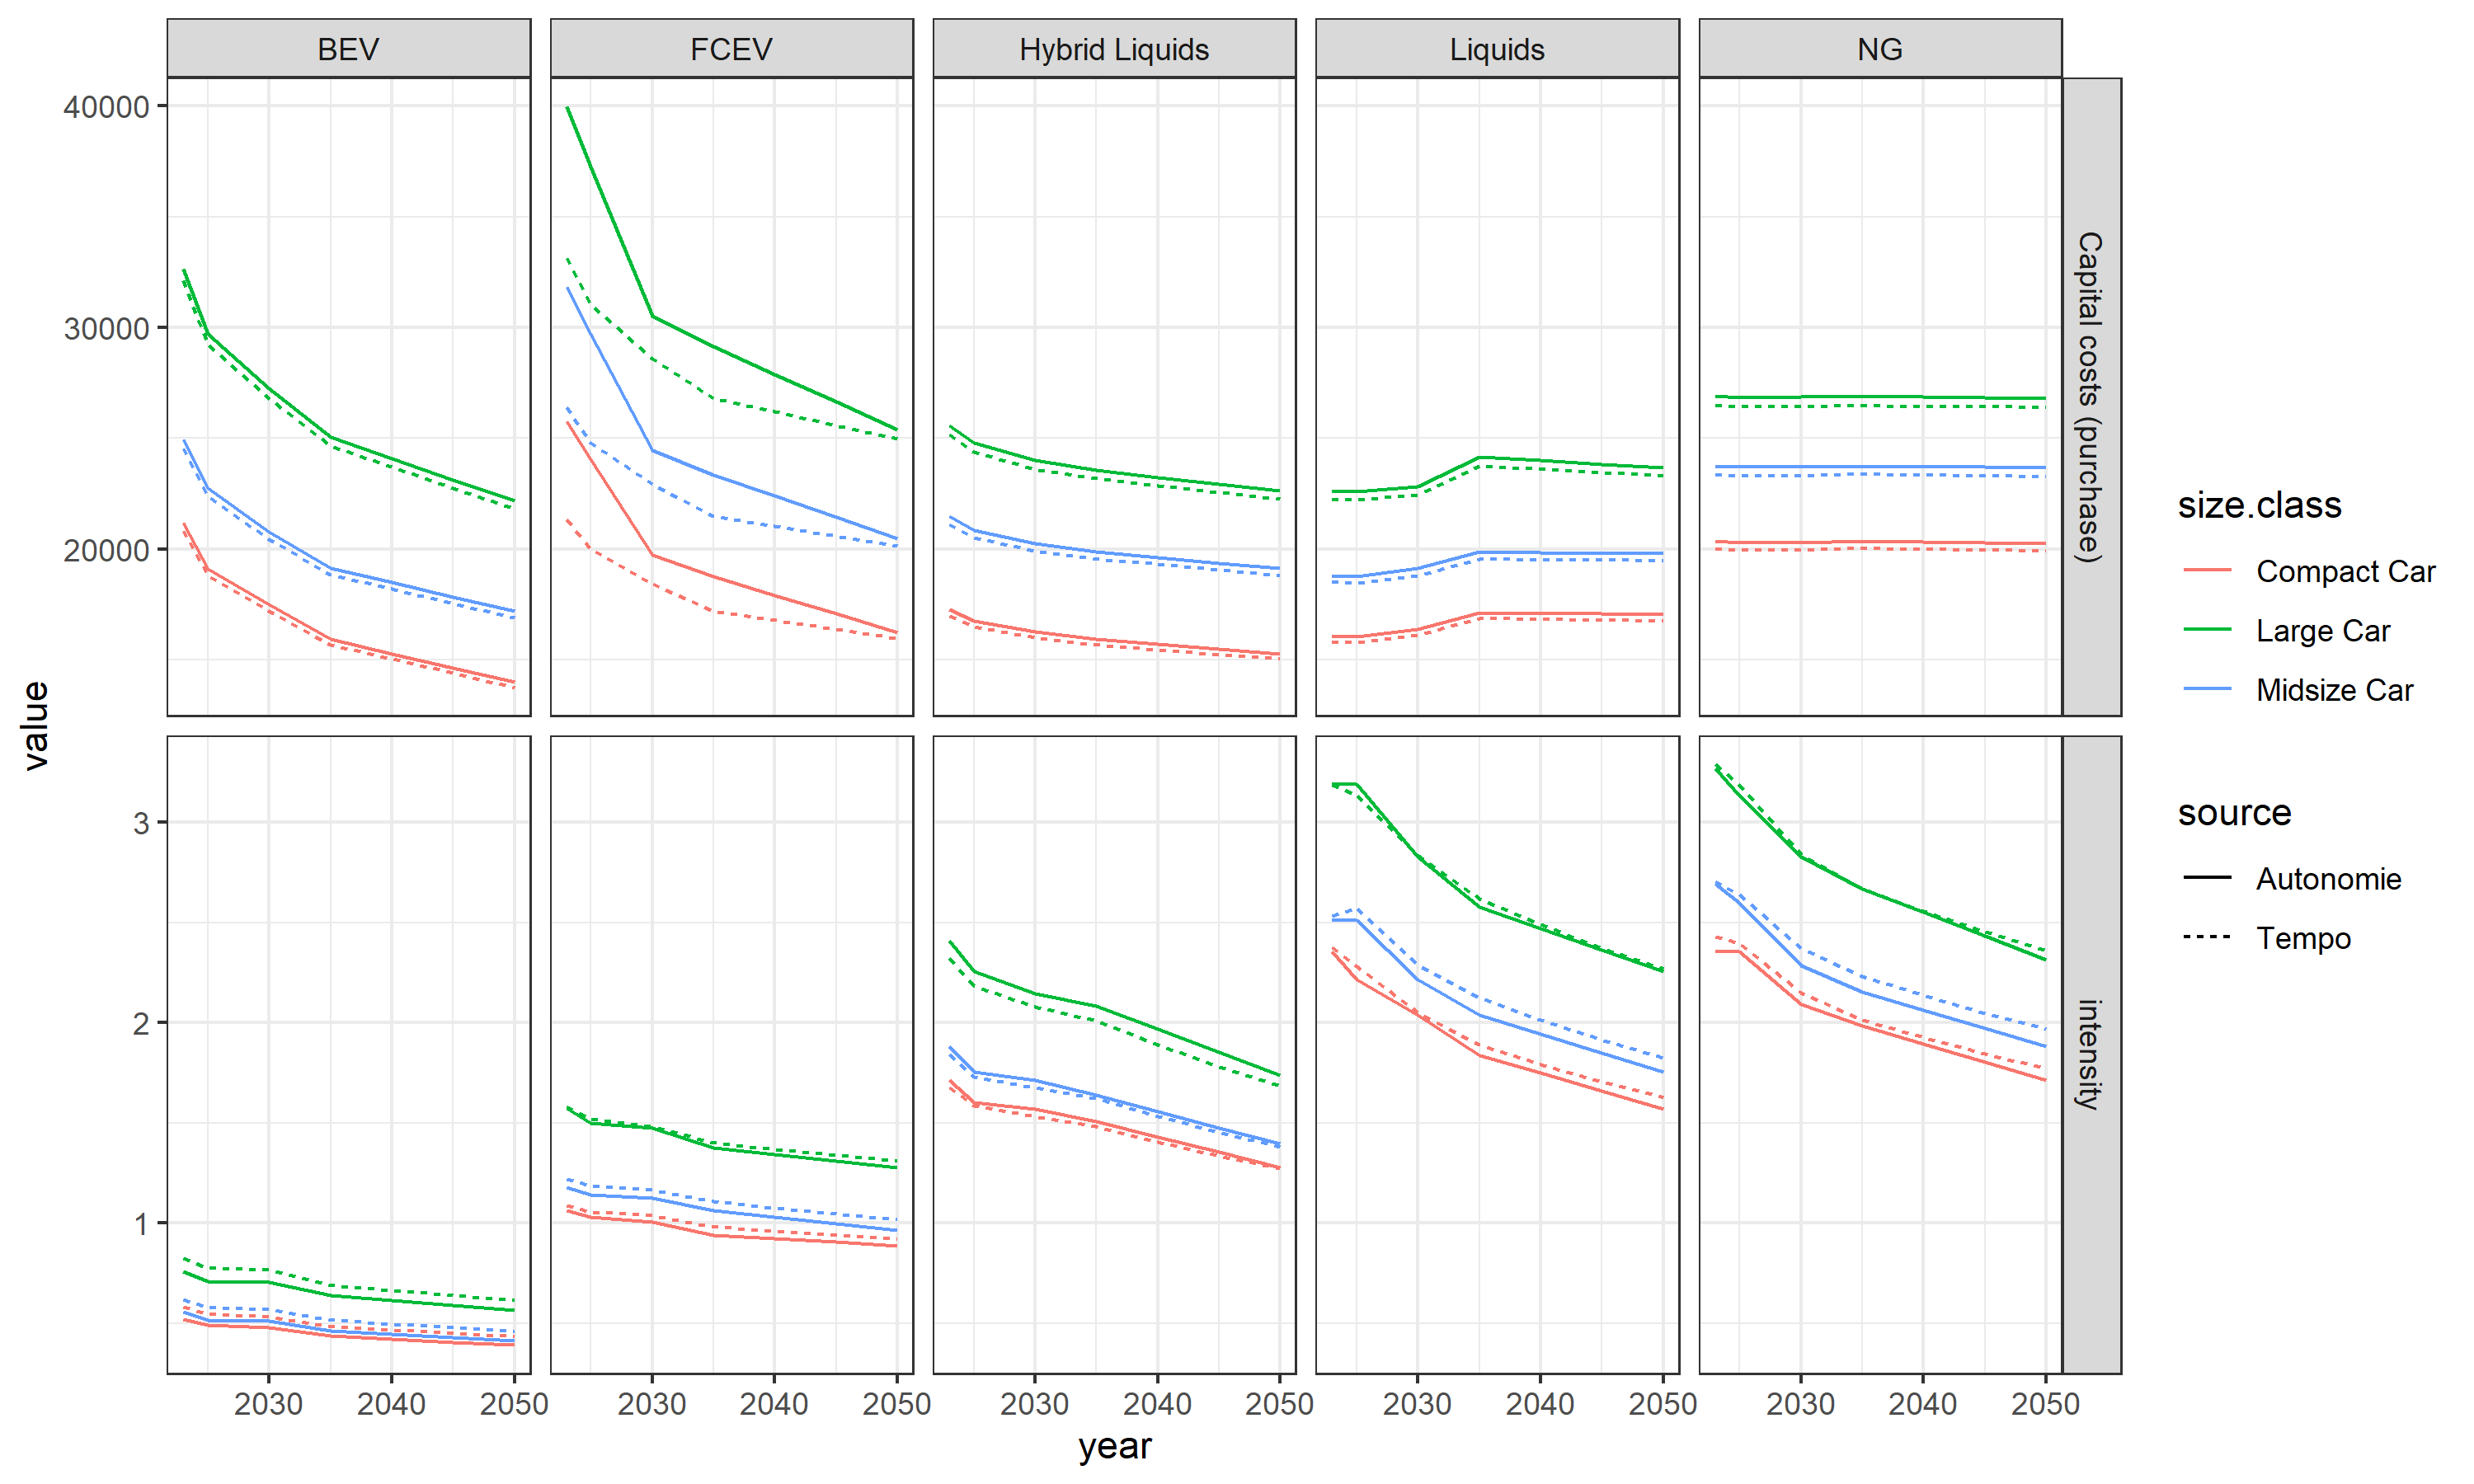 BEV FCEV Hybrid Liquids Liquids NG
40000
30000
20000
Capital costs (purchase)
3
2
1
intensity
value
2030 2040 2050 2030 2040 2050 2030 2040 2050 2030 2040 2050 2030 2040 2050
year
size.class
Compact Car
Large Car
Midsize Car
source
Autonomie
Tempo